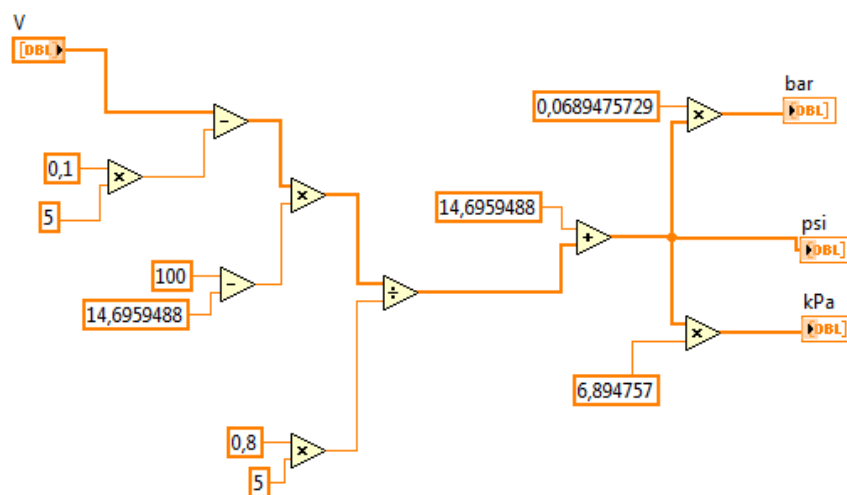 V
[DBL]
bar
0,0689475729
DBL]
0,1
5
14,6959488
psi
DBL]
100
14,6959488
kPa
DBL]
6,894757
0,8
5